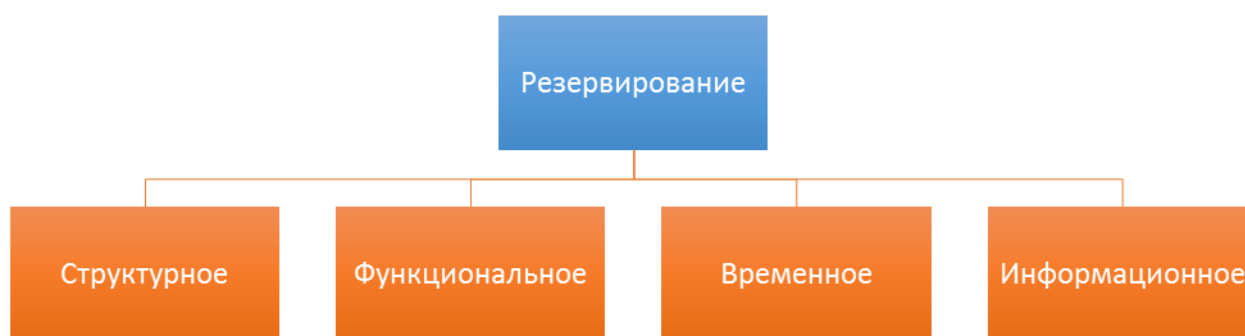 Резервирование
Структурное
Функциональное
Временное
Информационное